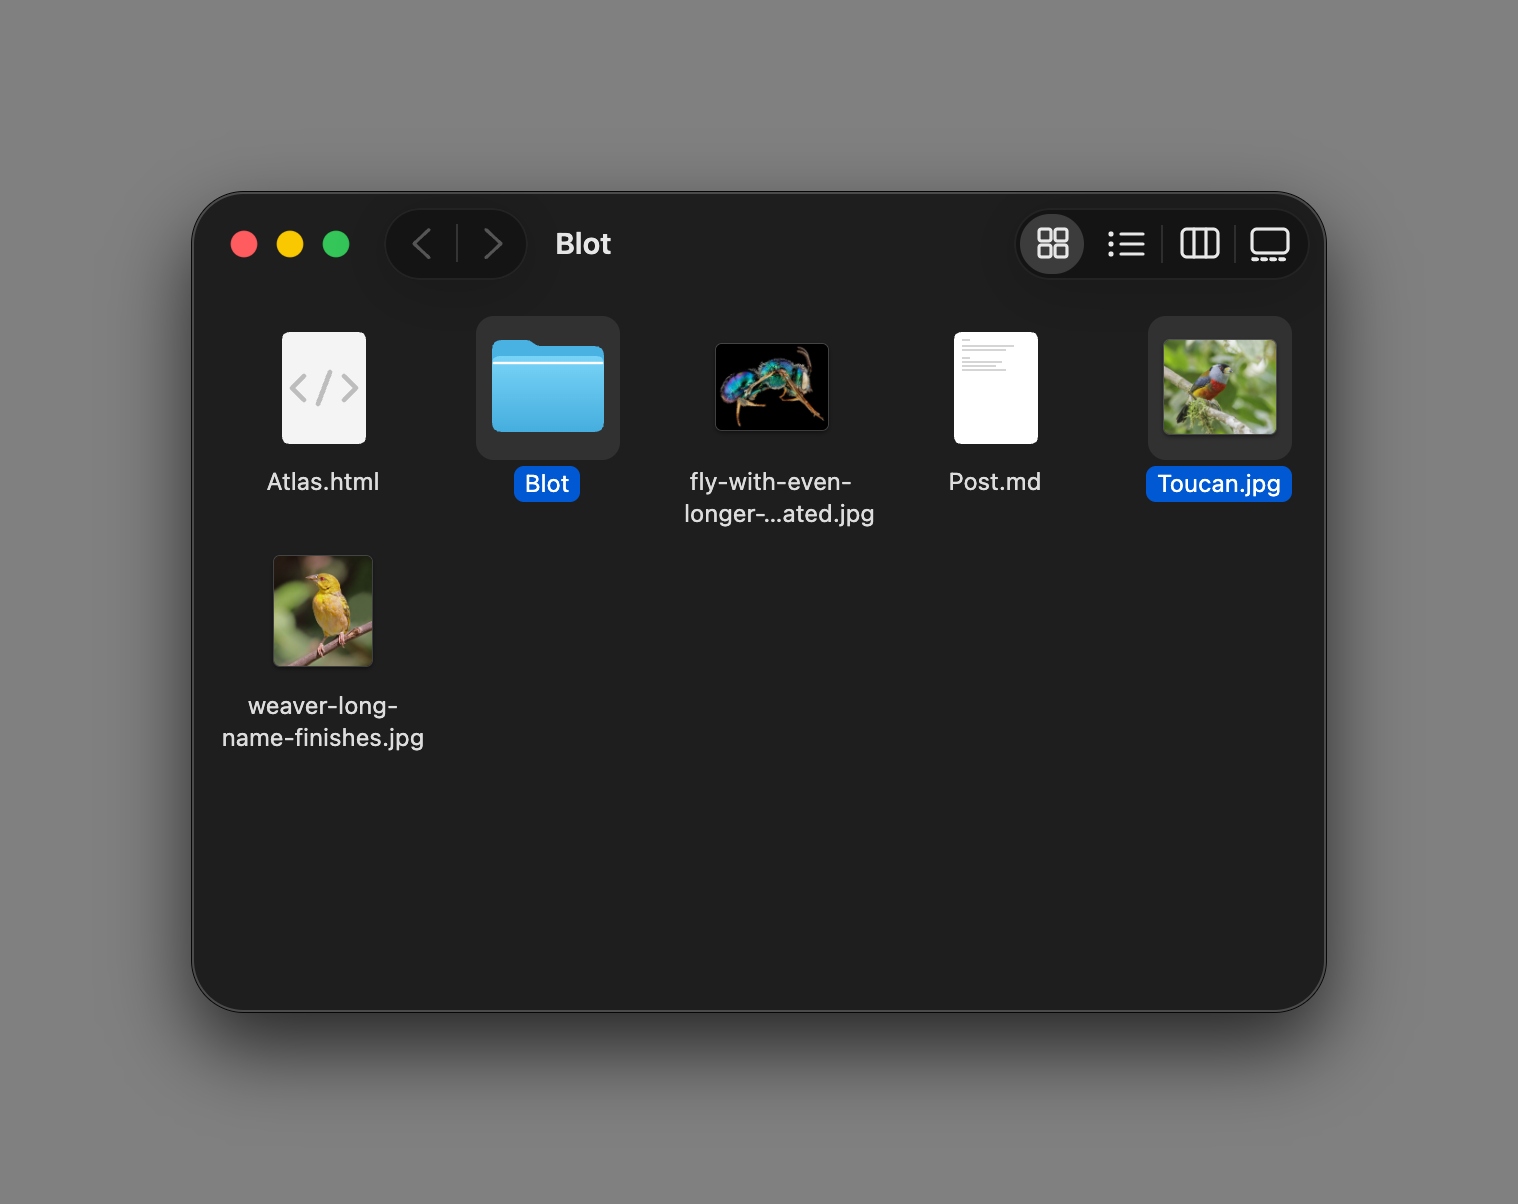 Blot
Atlas.html
Blot
fly-with-even-
longer-...ated.jpg
Post.md
Toucan.jpg
weaver-long-
name-finishes.jpg